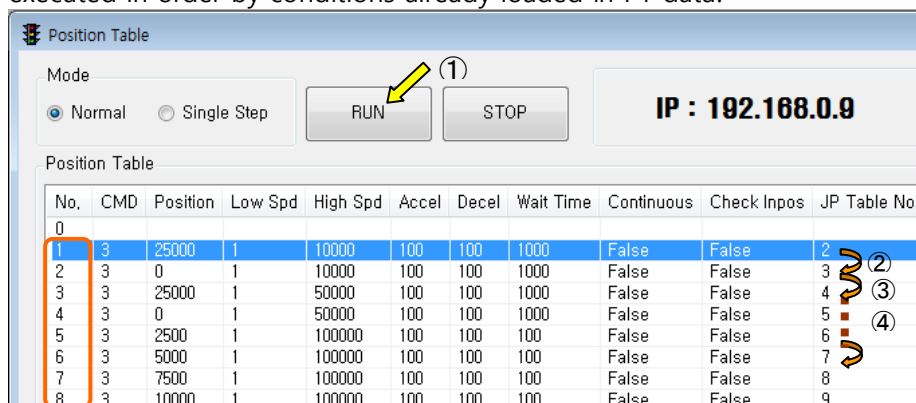 executed in order by conditions already loaded in PT data.
Position Table
Mode
①
Normal Single Step RUN STOP IP : 192.168.0.9
Position Table
No, CMD Position Low Spd High Spd Accel Decel Wait Time Continuous Check Inpos JP Table No
0
1 3 25000 1 10000 100 100 1000 False False 2
2 3 0 1 10000 100 100 1000 False False 3 ②
3 3 25000 1 50000 100 100 1000 False False 4 ③
4 3 0 1 50000 100 100 1000 False False 5 ④
5 3 2500 1 100000 100 100 100 False False 6
6 3 5000 1 100000 100 100 100 False False 7
7 3 7500 1 100000 100 100 100 False False 8
8 3 10000 1 100000 100 100 100 False False 9